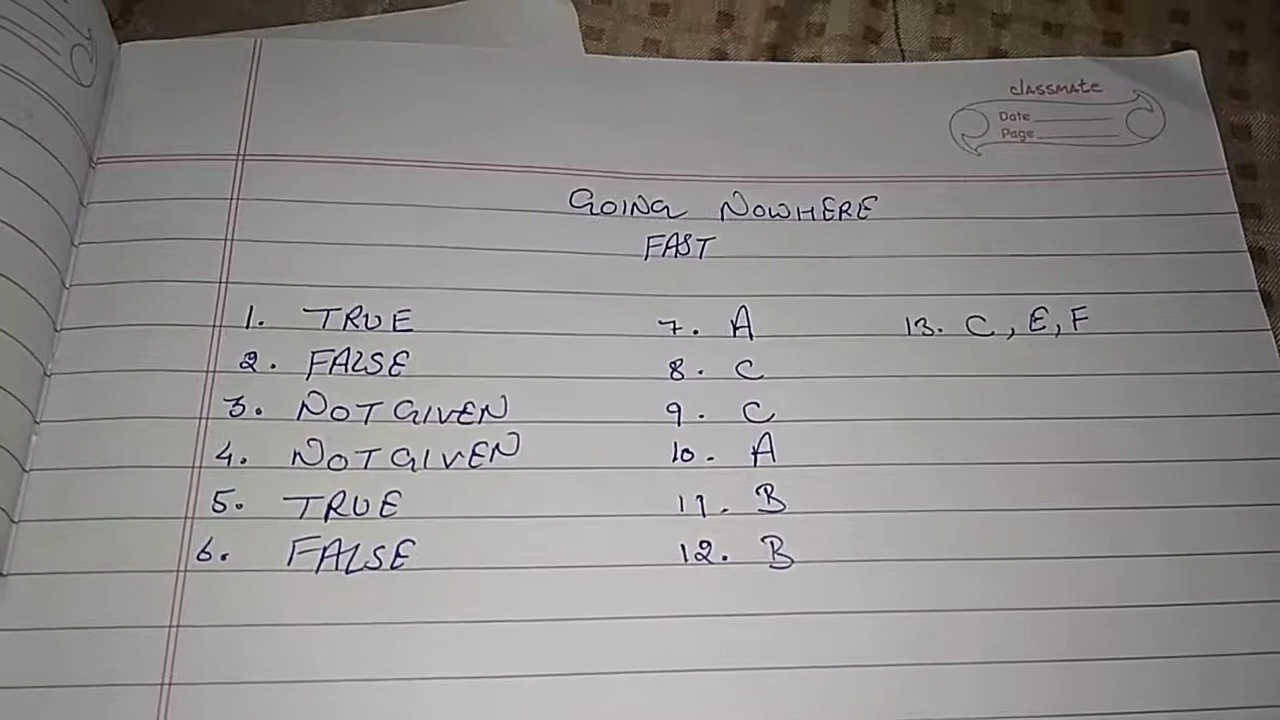 classmate
Date
Page
GOING NOWHERE
FAST
1. TRUE
2. FALSE
3. NOT GIVEN
4. NOT GIVEN
5. TRUE
6. FALSE
7. A
8. C
9. C
10. A
11. B
12. B
13. C, E, F